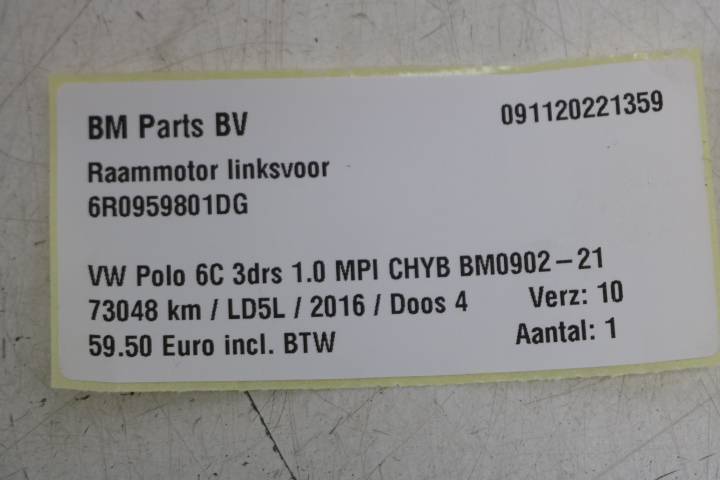 BM Parts BV 091120221359
Raammotor linksvoor
6R0959801DG
VW Polo 6C 3drs 1.0 MPI CHYB BM0902-21
73048 km / LD5L / 2016 / Doos 4 Verz: 10
59.50 Euro incl. BTW Aantal: 1